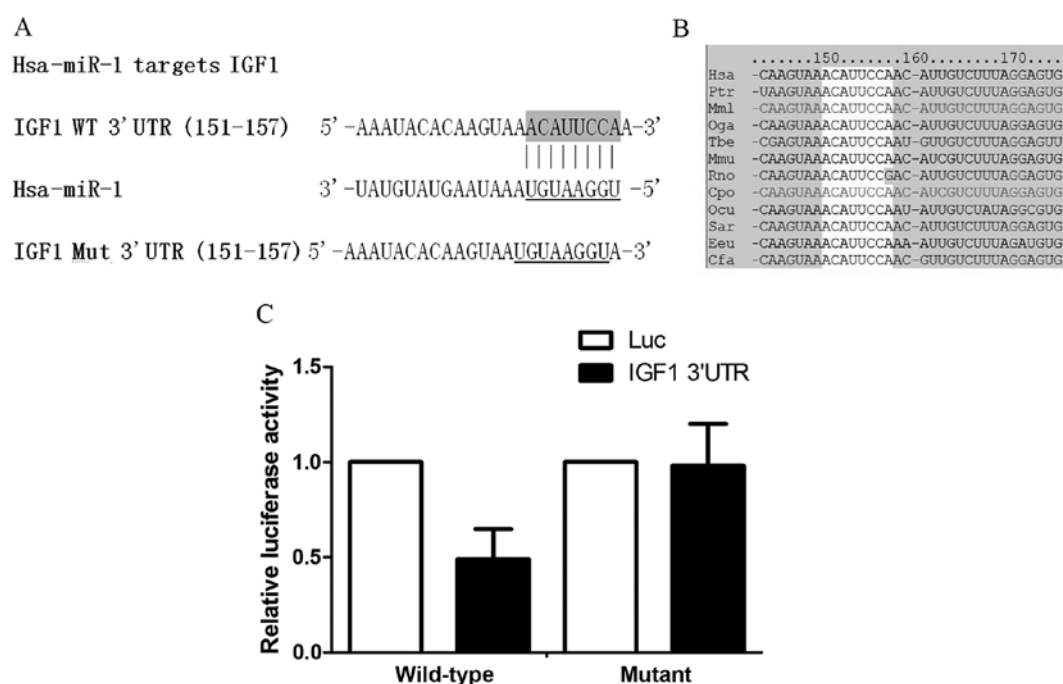 A
Hsa-miR-1 targets IGF1
IGF1 WT 3' UTR (151-157) 5' -AAAUACACAAGUAAACAUUCCAA-3'
Hsa-miR-1 3' -UAUGUAUGAAUAAAUGUAAGGU -5'
IGF1 Mut 3' UTR (151-157) 5' -AAAUACACAAGUAAUGUAAGGUA-3'
B
.......150.......160.......170....
Hsa -CAAGUAAACAUUCCAAC-AUUGUCUUUAGGAGUG
Ptr -UAAGUAAACAUUCCAAC-AUUGUCUUUAGGAGUG
Mml -CAAGUAAACAUUCCAAC-AUUGUCUUUAGGAGUG
Oga -CAAGUAAACAUUCCAAC-AUUGUCUUUAGGAGUG
Tbe -CGAGUAAACAUUCCAAU-GUUGUCUUUAGGAGUU
Mmu -CAAGUAAACAUUCCAAC-AUCGUCUUUAGGAGUG
Rno -CAAGUAAACAUUCCGAC-AUUGUCUUUAGGAGUG
Cpo -CAAGUAAACAUUCCAAC-AUCGUCUUUAGGAGUG
Ocu -CAAGUAAACAUUCCAAU-AUUGUCUAUAGGCGUG
Sar -CAAGUAAACAUUCCAAC-AUUGUCUUUAGGAGUG
Eeu -CAAGUAAACAUUCCAAA-AUUGUCUUUAGAUGUG
Cfa -CAAGUAAACAUUCCAAC-GUUGUCUUUAGGAGUG
C
Luc
IGF1 3'UTR
Relative luciferase activity
1.5
1.0
0.5
0.0
Wild-type Mutant